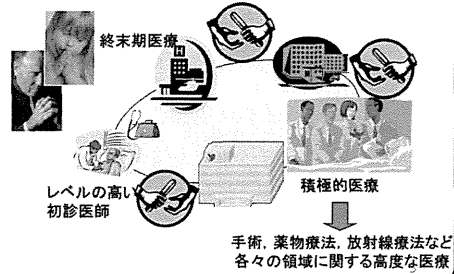 終末期医療
レベルの高い
初診医師
積極的医療
手術，薬物療法，放射線療法など
各々の領域に関する高度な医療